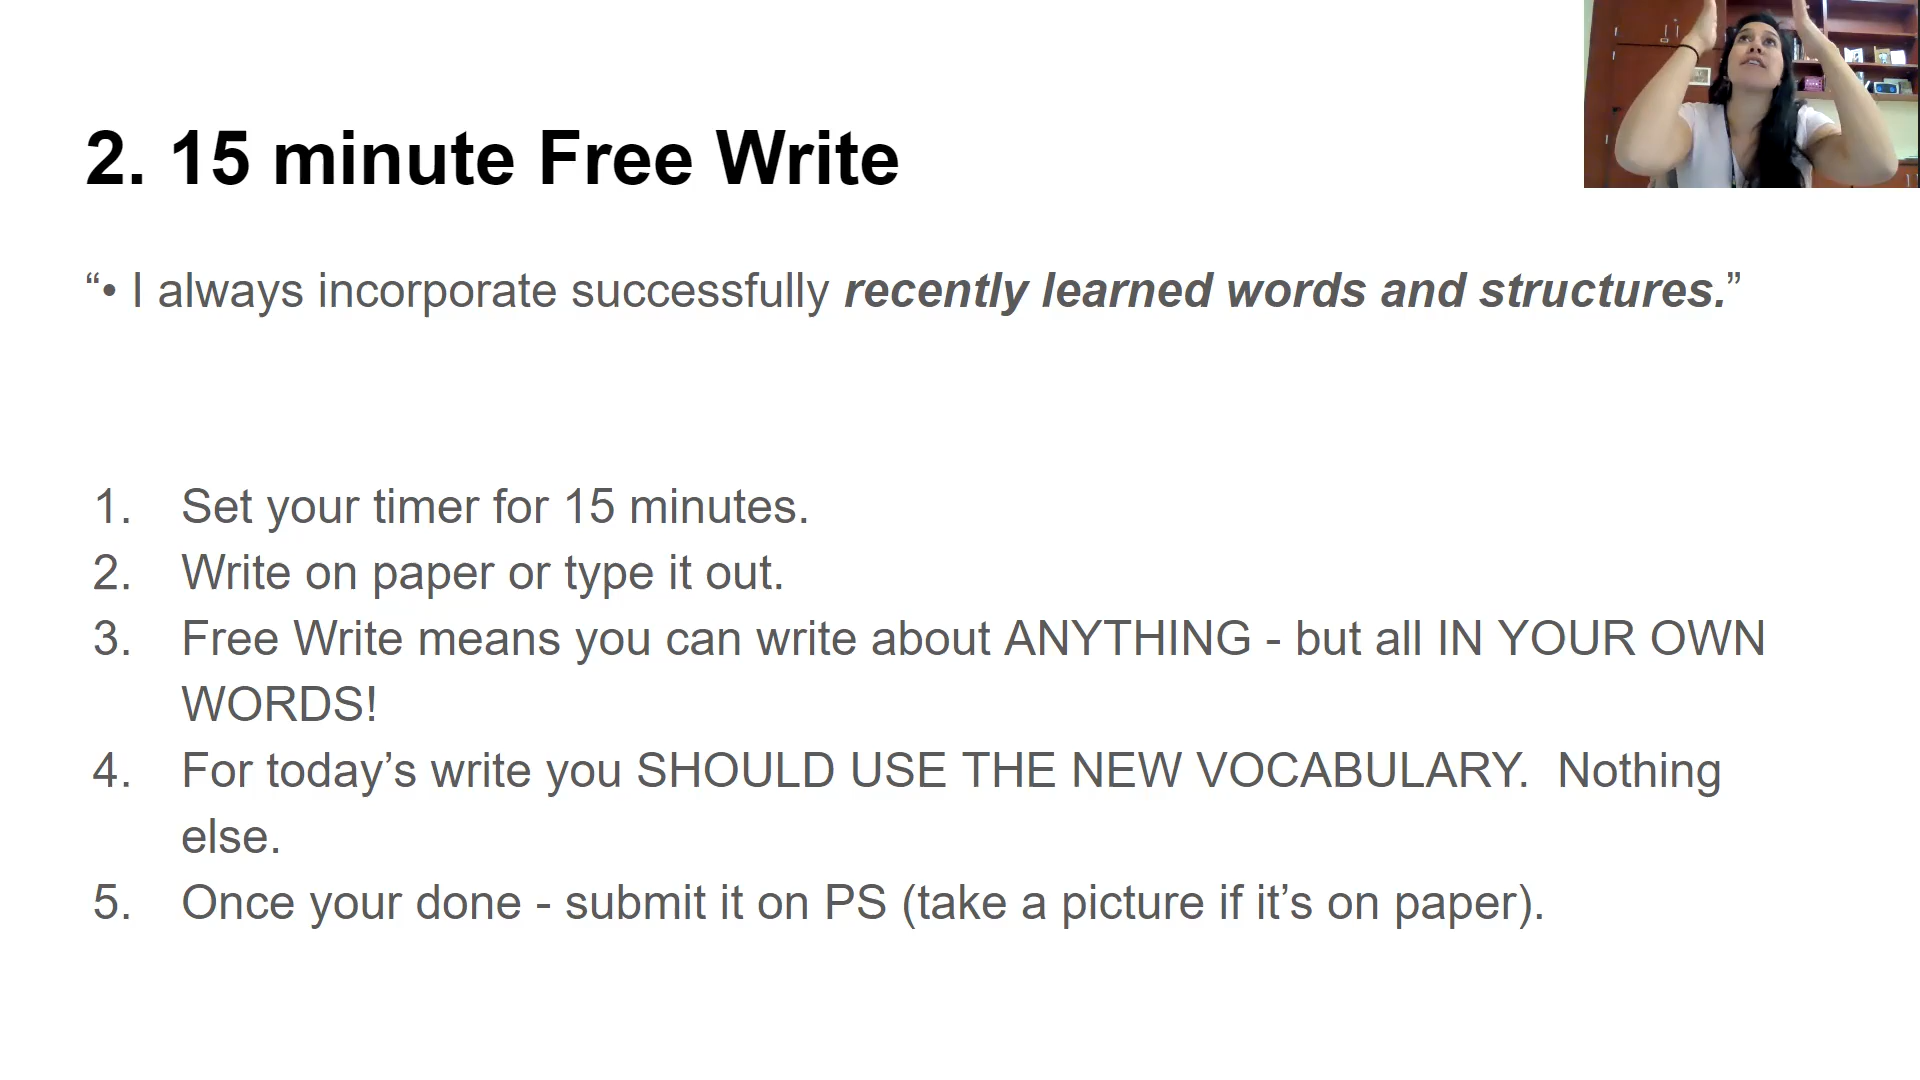 2. 15 minute Free Write
“• I always incorporate successfully recently learned words and structures.”
1. Set your timer for 15 minutes.
2. Write on paper or type it out.
3. Free Write means you can write about ANYTHING - but all IN YOUR OWN
WORDS!
4. For today’s write you SHOULD USE THE NEW VOCABULARY.  Nothing
else.
5. Once your done - submit it on PS (take a picture if it’s on paper).